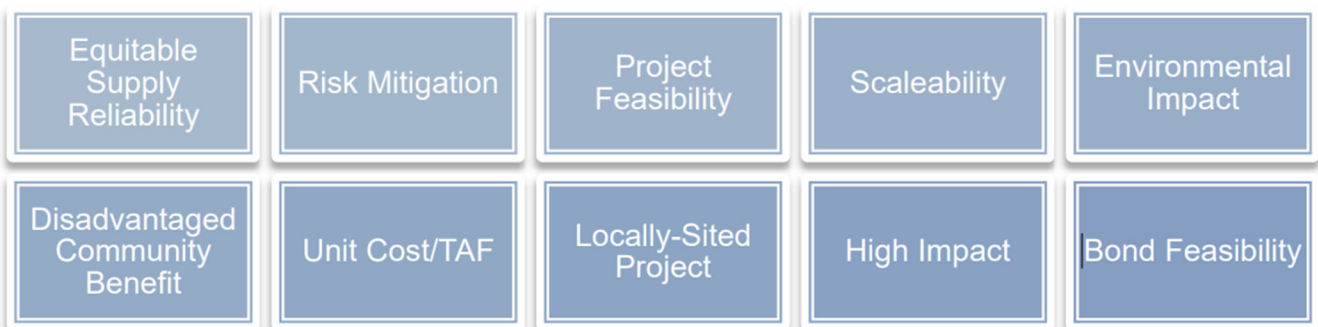 Equitable
Supply
Reliability
Risk Mitigation
Project
Feasibility
Scaleability
Environmental
Impact
Disadvantaged
Community
Benefit
Unit Cost/TAF
Locally-Sited
Project
High Impact
Bond Feasibility